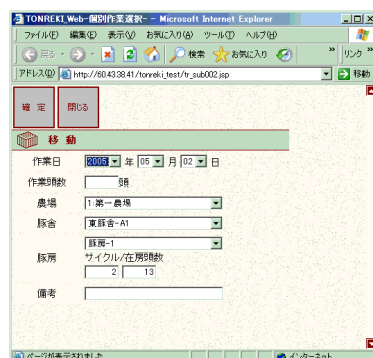 TONREKI_Web-個別作業選択- - Microsoft Internet Explorer
ファイル(F) 編集(E) 表示(V) お気に入り(A) ツール(T) ヘルプ(H)
戻る 検索 お気に入り » リンク »
アドレス(D) http://60.43.38.41/tonreki_test/tr_sub002.jsp 移動
確 定 閉じる
移 動
作業日 2005 年 05 月 02 日
作業頭数 頭
農場 1:第一農場
豚舎 東豚舎-A1
豚房-1
豚房 サイクル/在房頭数
2 13
備考
ページが表示されました インターネット